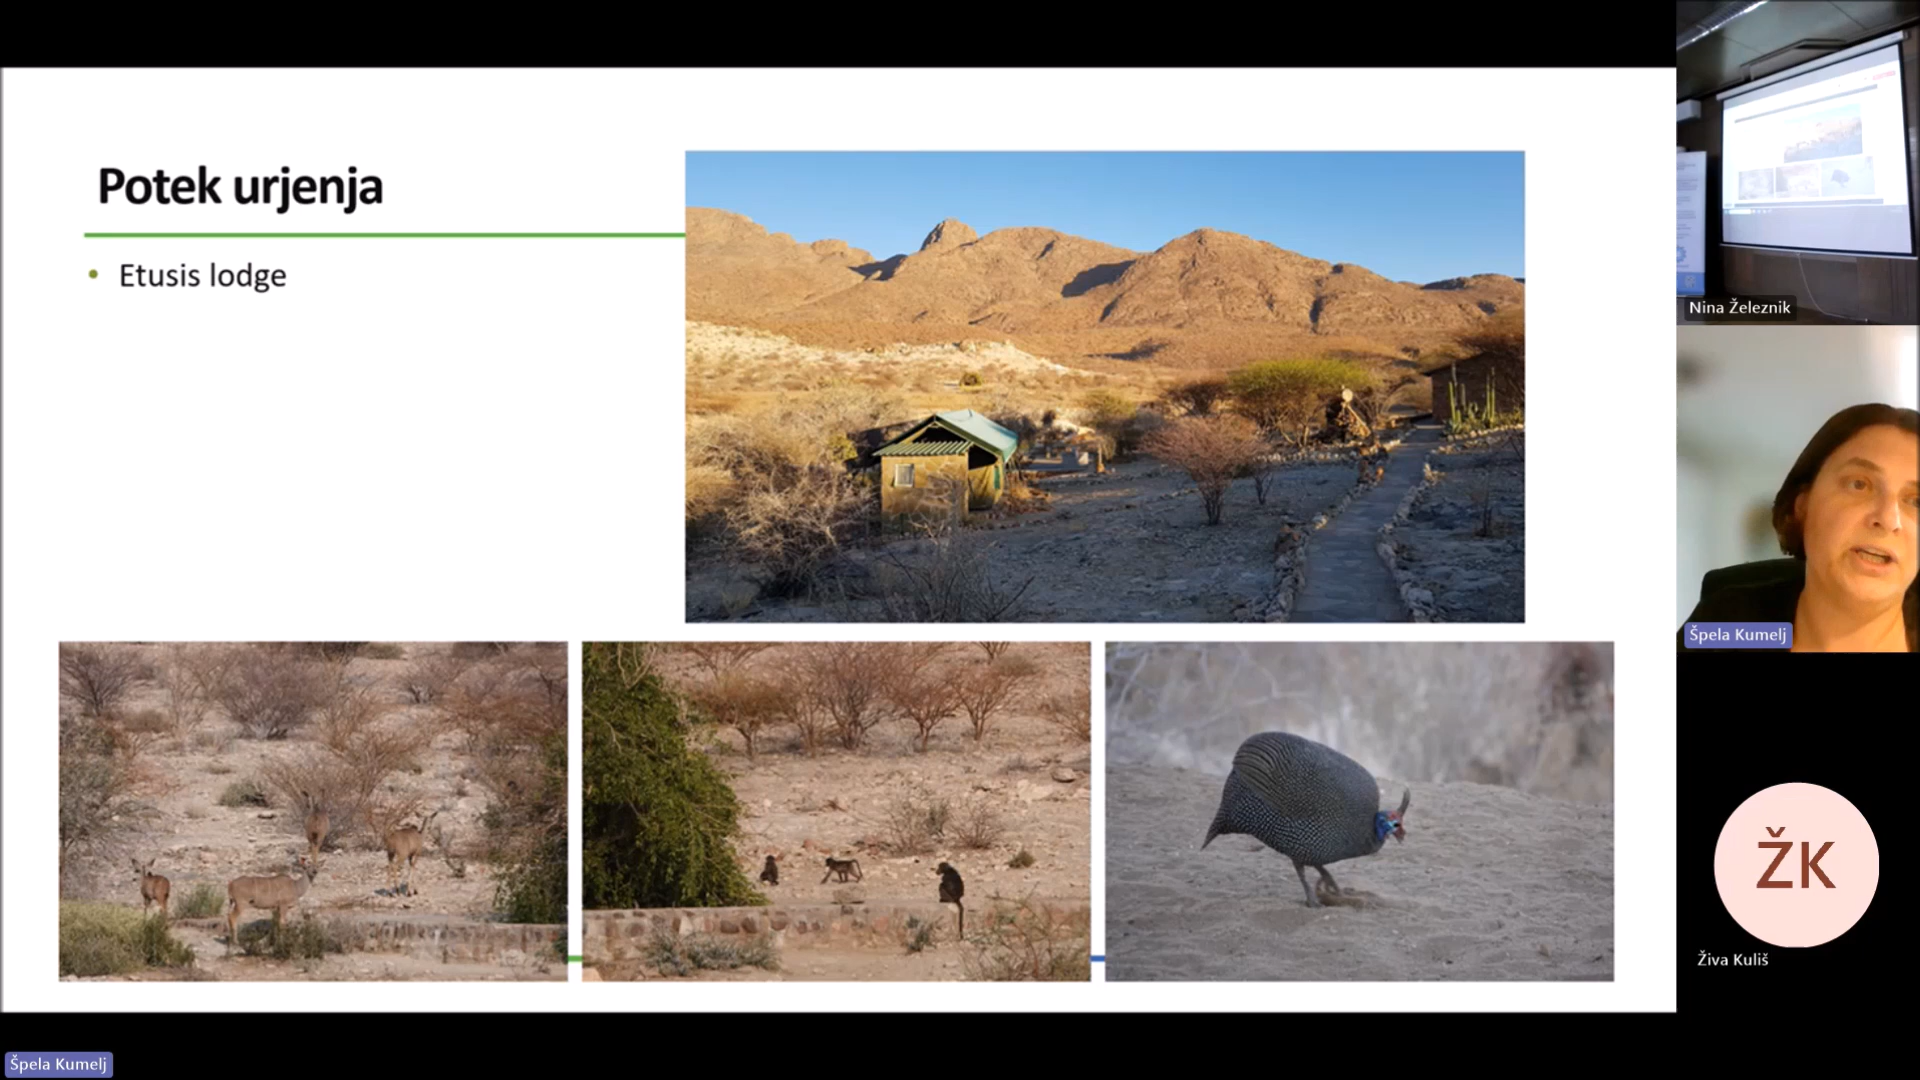 Potek urjenja
• Etusis lodge
Nina Železnik
Špela Kumelj
ŽK
Živa Kuliš
Špela Kumelj